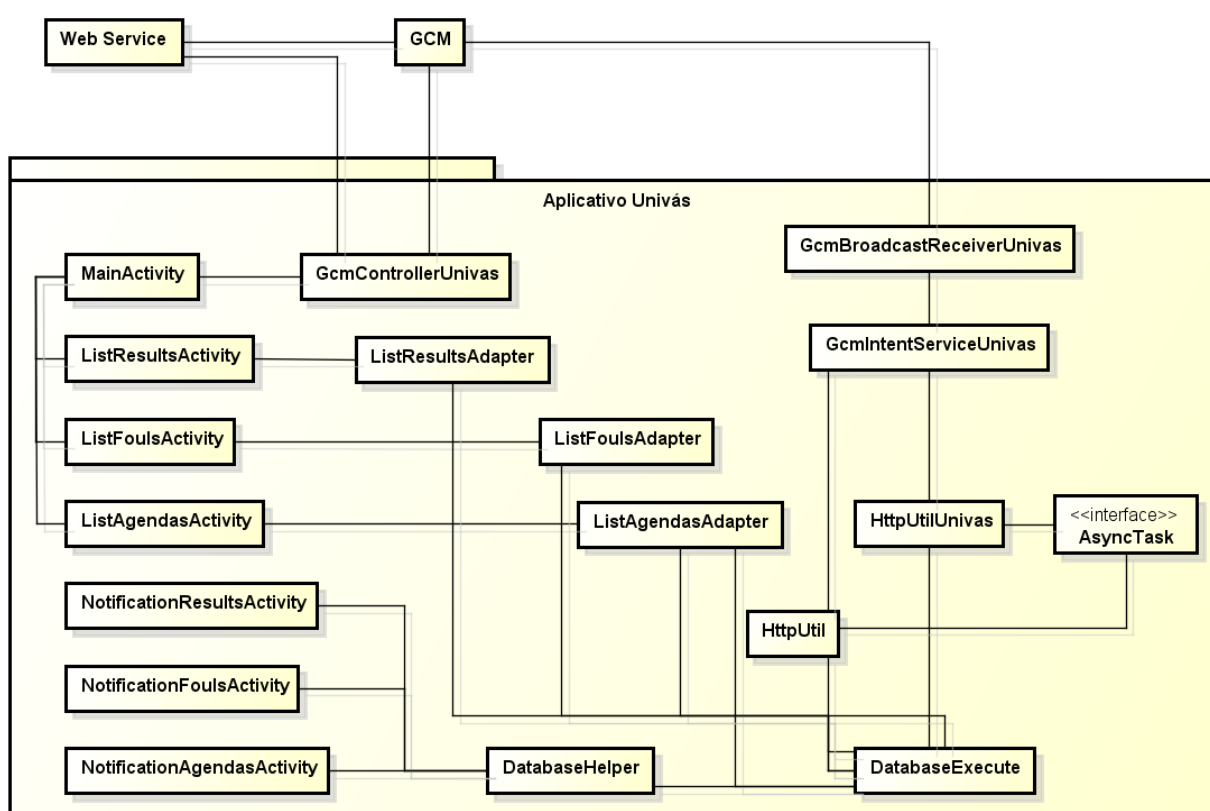 Web Service
GCM
Aplicativo Univás
GcmBroadcastReceiverUnivas
MainActivity
GcmControllerUnivas
ListResultsActivity
ListResultsAdapter
GcmIntentServiceUnivas
ListFoulsActivity
ListFoulsAdapter
ListAgendasActivity
ListAgendasAdapter
HttpUtilUnivas
<<interface>>
AsyncTask
NotificationResultsActivity
HttpUtil
NotificationFoulsActivity
NotificationAgendasActivity
DatabaseHelper
DatabaseExecute